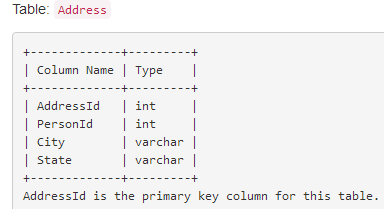 Table: Address
+-------------+---------+
| Column Name | Type    |
+-------------+---------+
| AddressId   | int     |
| PersonId    | int     |
| City        | varchar |
| State       | varchar |
+-------------+---------+
AddressId is the primary key column for this table.